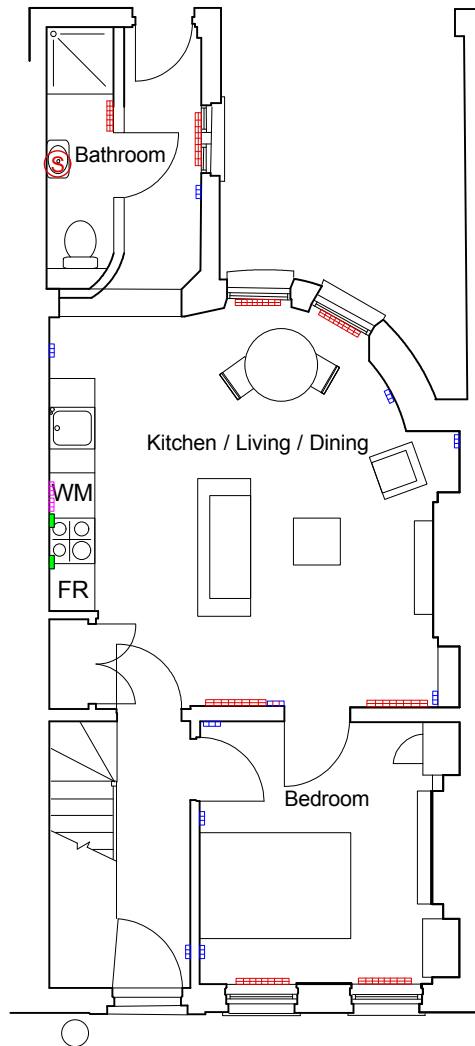 S
Bathroom
Kitchen / Living / Dining
WM
FR
Bedroom